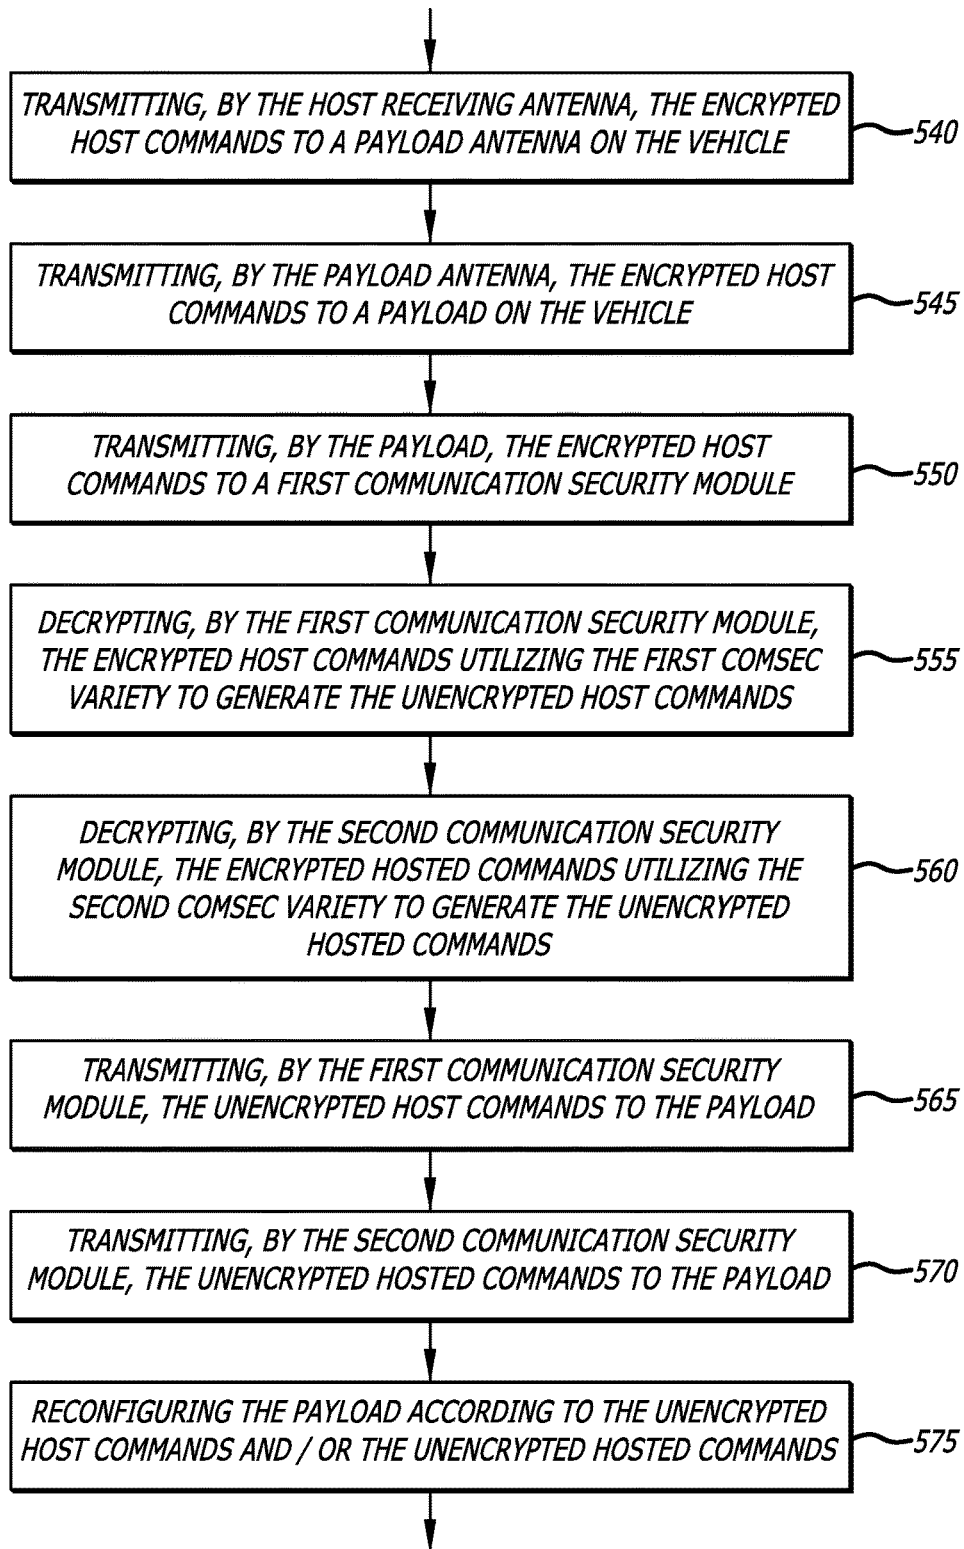 TRANSMITTING, BY THE HOST RECEIVING ANTENNA, THE ENCRYPTED
HOST COMMANDS TO A PAYLOAD ANTENNA ON THE VEHICLE
540
TRANSMITTING, BY THE PAYLOAD ANTENNA, THE ENCRYPTED HOST
COMMANDS TO A PAYLOAD ON THE VEHICLE
545
TRANSMITTING, BY THE PAYLOAD, THE ENCRYPTED HOST
COMMANDS TO A FIRST COMMUNICATION SECURITY MODULE
550
DECRYPTING, BY THE FIRST COMMUNICATION SECURITY MODULE,
THE ENCRYPTED HOST COMMANDS UTILIZING THE FIRST COMSEC
VARIETY TO GENERATE THE UNENCRYPTED HOST COMMANDS
555
DECRYPTING, BY THE SECOND COMMUNICATION SECURITY
MODULE, THE ENCRYPTED HOSTED COMMANDS UTILIZING THE
SECOND COMSEC VARIETY TO GENERATE THE UNENCRYPTED
HOSTED COMMANDS
560
TRANSMITTING, BY THE FIRST COMMUNICATION SECURITY
MODULE, THE UNENCRYPTED HOST COMMANDS TO THE PAYLOAD
565
TRANSMITTING, BY THE SECOND COMMUNICATION SECURITY
MODULE, THE UNENCRYPTED HOSTED COMMANDS TO THE PAYLOAD
570
RECONFIGURING THE PAYLOAD ACCORDING TO THE UNENCRYPTED
HOST COMMANDS AND / OR THE UNENCRYPTED HOSTED COMMANDS
575